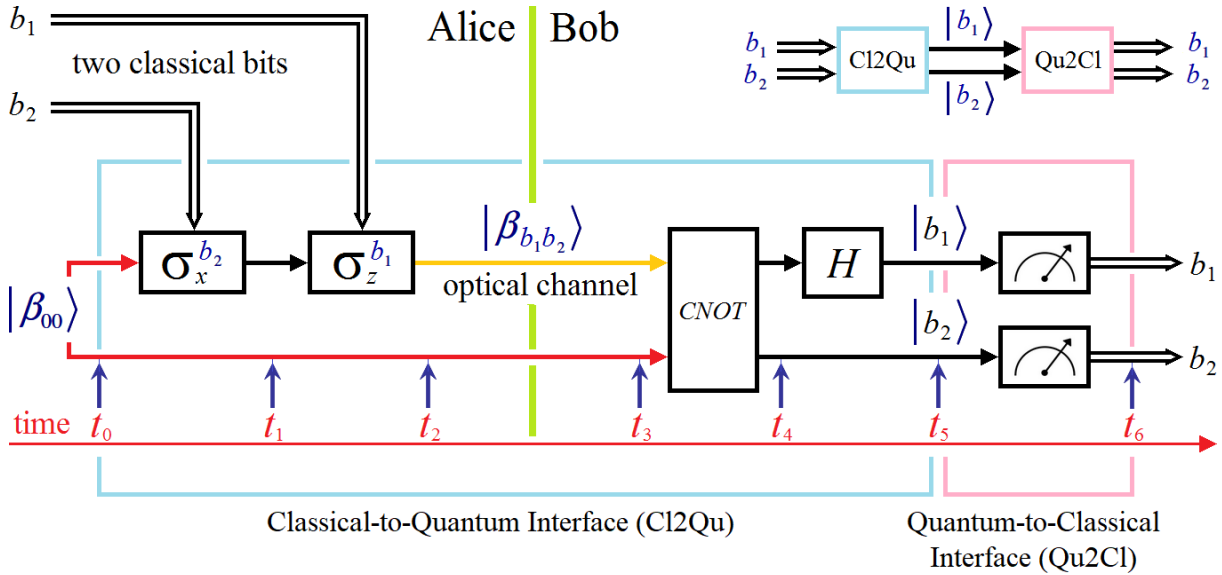 b₁
two classical bits
b₂
Alice
Bob
b₁
b₂
Cl2Qu
|b₁⟩
|b₂⟩
Qu2Cl
b₁
b₂
|β₀₀⟩
σₓ^b₂
σ_z^b₁
|β_b₁b₂⟩
optical channel
CNOT
H
|b₁⟩
|b₂⟩
b₁
b₂
time
t₀
t₁
t₂
t₃
t₄
t₅
t₆
Classical-to-Quantum Interface (Cl2Qu)
Quantum-to-Classical
Interface (Qu2Cl)